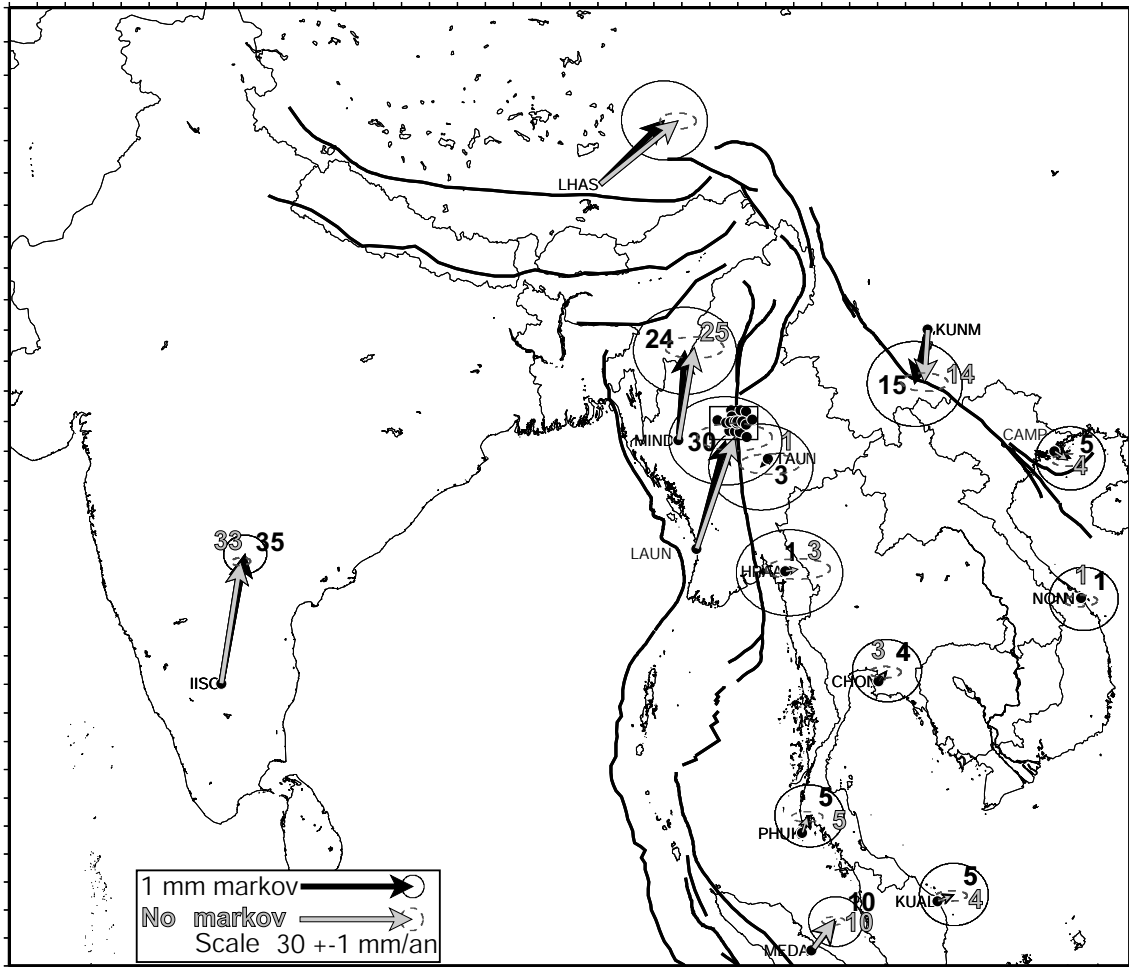 LHAS
KUNM
24 25
15 14
MIND
30
1
TAUN
3
CAMP
5
4
LAUN
33 35
1 3
1 1
NONN
IISC
3 4
CHON
5
5
PHUK
5
KUAL 4
10
10
MEDA
1 mm markov
No markov
Scale 30 +-1 mm/an